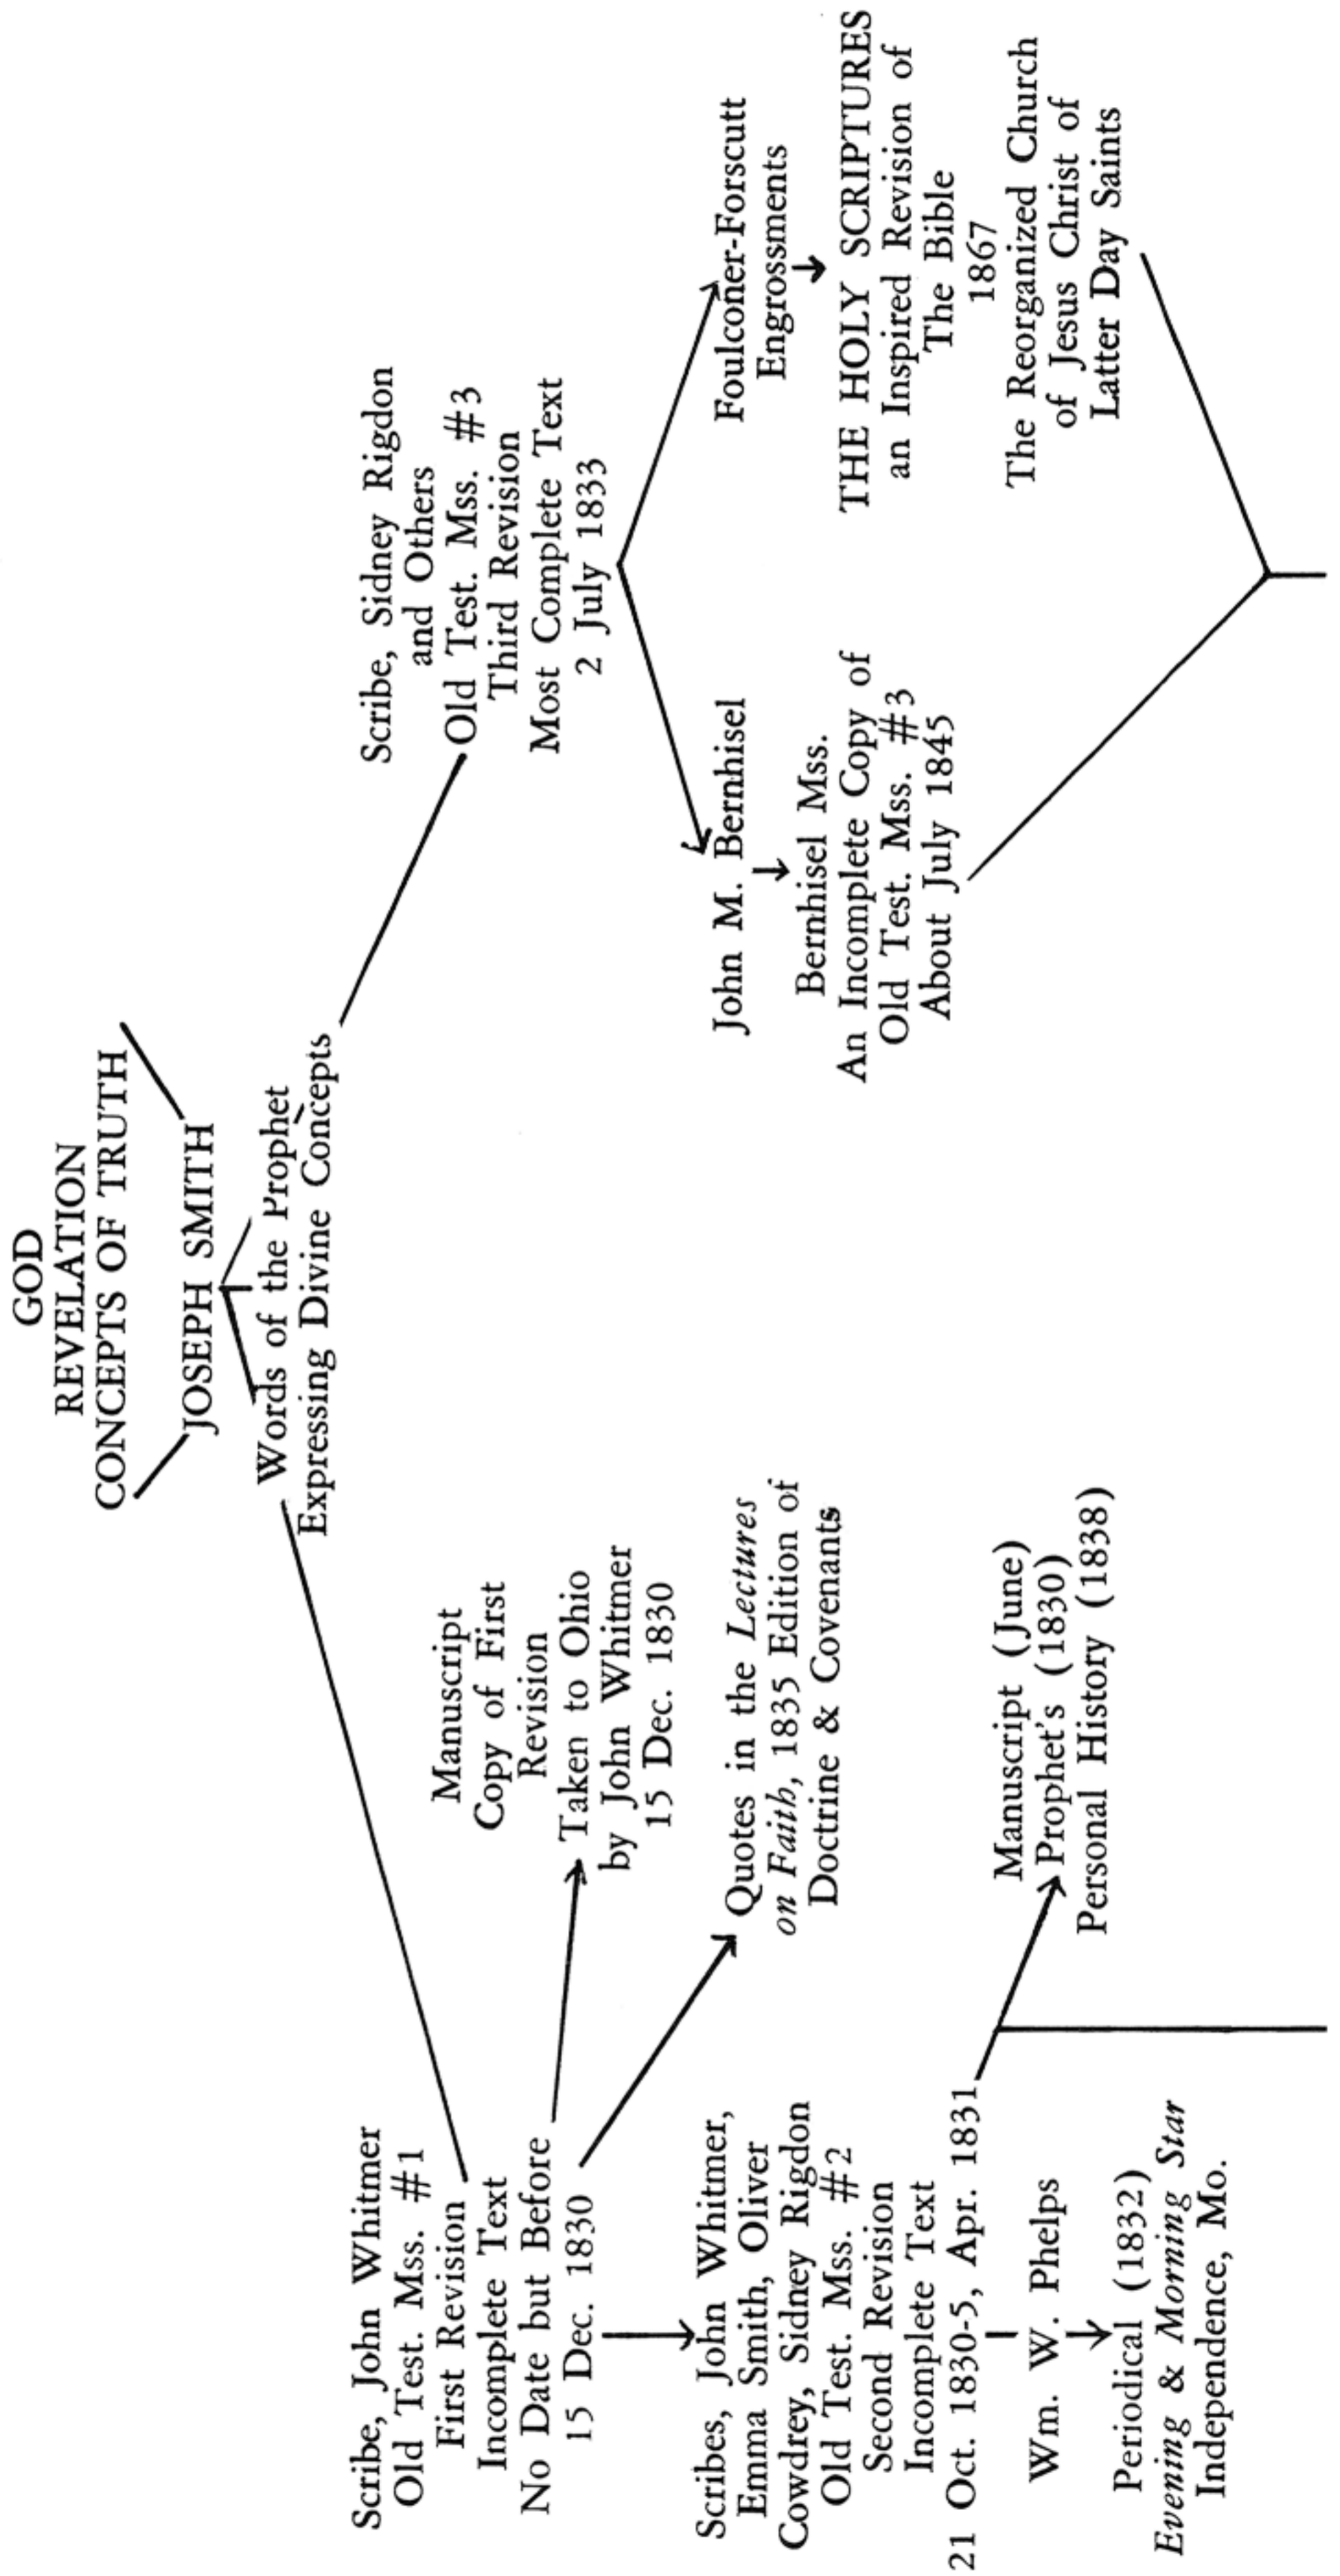 GOD
REVELATION
CONCEPTS OF TRUTH
JOSEPH SMITH
Words of the Prophet
Expressing Divine Concepts
Scribe, John Whitmer
Old Test. Mss. #1
First Revision
Incomplete Text
No Date but Before
15 Dec. 1830
Manuscript
Copy of First
Revision
Taken to Ohio
by John Whitmer
15 Dec. 1830
Quotes in the Lectures
on Faith, 1835 Edition of
Doctrine & Covenants
Scribes, John Whitmer,
Emma Smith, Oliver
Cowdrey, Sidney Rigdon
Old Test. Mss. #2
Second Revision
Incomplete Text
21 Oct. 1830-5, Apr. 1831
Wm. W. Phelps
Periodical (1832)
Evening & Morning Star
Independence, Mo.
Manuscript (June)
Prophet's (1830)
Personal History (1838)
Scribe, Sidney Rigdon
and Others
Old Test. Mss. #3
Third Revision
Most Complete Text
2 July 1833
John M. Bernhisel
Bernhisel Mss.
An Incomplete Copy of
Old Test. Mss. #3
About July 1845
Foulconer-Forscutt
Engrossments
THE HOLY SCRIPTURES
an Inspired Revision of
The Bible
1867
The Reorganized Church
of Jesus Christ of
Latter Day Saints